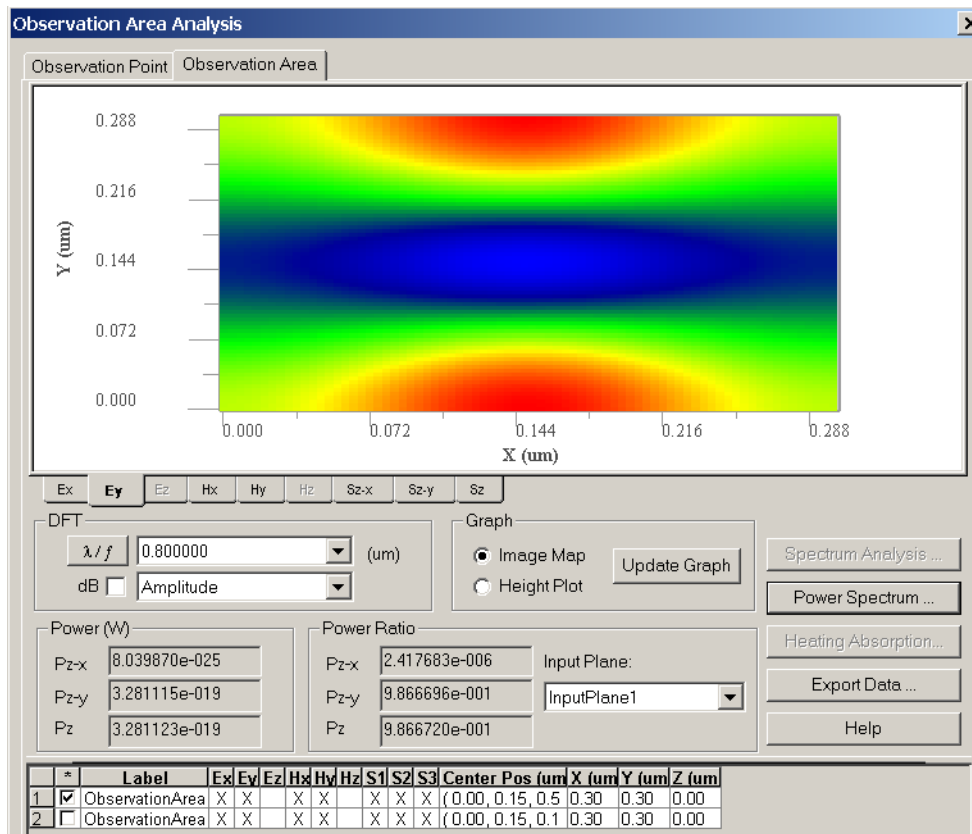 Observation Area Analysis
Observation Point Observation Area
0.288
0.216
0.144
0.072
0.000
Y (um)
0.000 0.072 0.144 0.216 0.288
X (um)
Ex Ey Ez Hx Hy Hz Sz-x Sz-y Sz
DFT
λ / f 0.800000 (um)
dB Amplitude
Graph
Image Map
Height Plot
Update Graph
Spectrum Analysis ...
Power Spectrum ...
Heating Absorption...
Export Data ...
Help
Power (W)
Pz-x 8.039870e-025
Pz-y 3.281115e-019
Pz 3.281123e-019
Power Ratio
Pz-x 2.417683e-006
Pz-y 9.866696e-001
Pz 9.866720e-001
Input Plane:
InputPlane1
* Label Ex Ey Ez Hx Hy Hz S1 S2 S3 Center Pos (um X (um Y (um Z (um
1 ObservationArea X X X X X X X ( 0.00, 0.15, 0.5 0.30 0.30 0.00
2 ObservationArea X X X X X X X ( 0.00, 0.15, 0.1 0.30 0.30 0.00